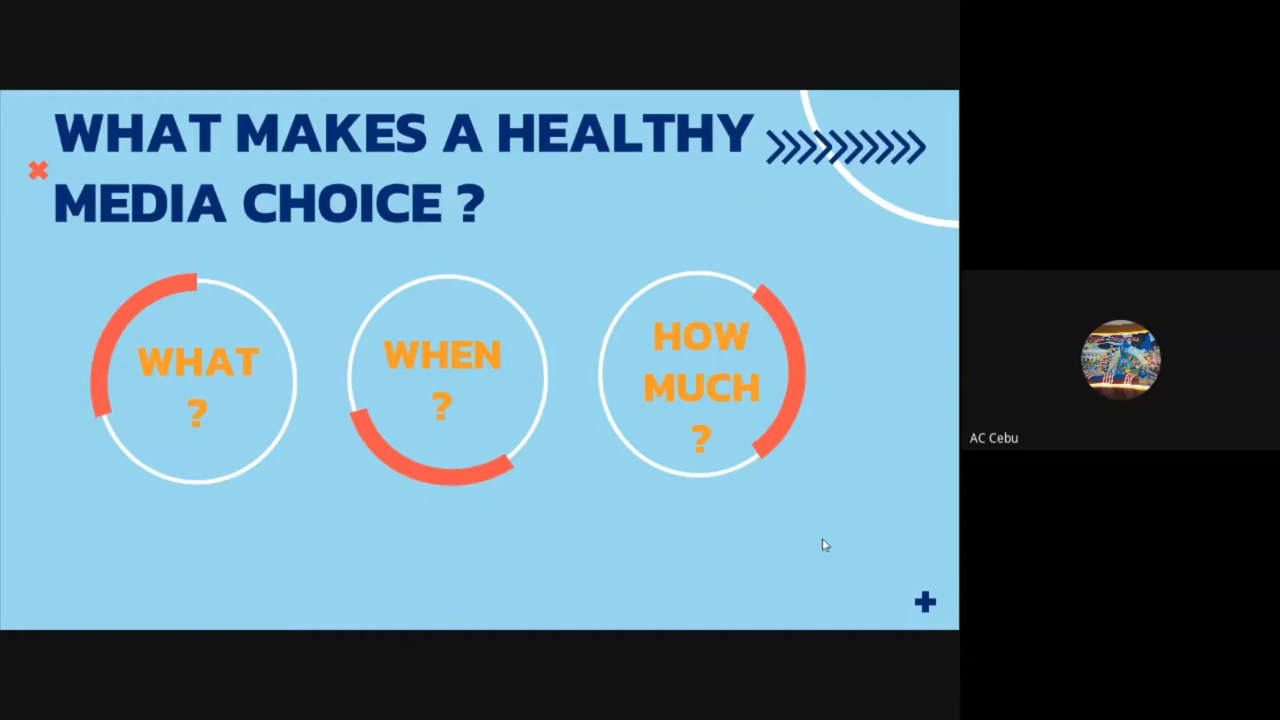 WHAT MAKES A HEALTHY
MEDIA CHOICE ?
WHAT
?
WHEN
?
HOW
MUCH
?
AC Cebu